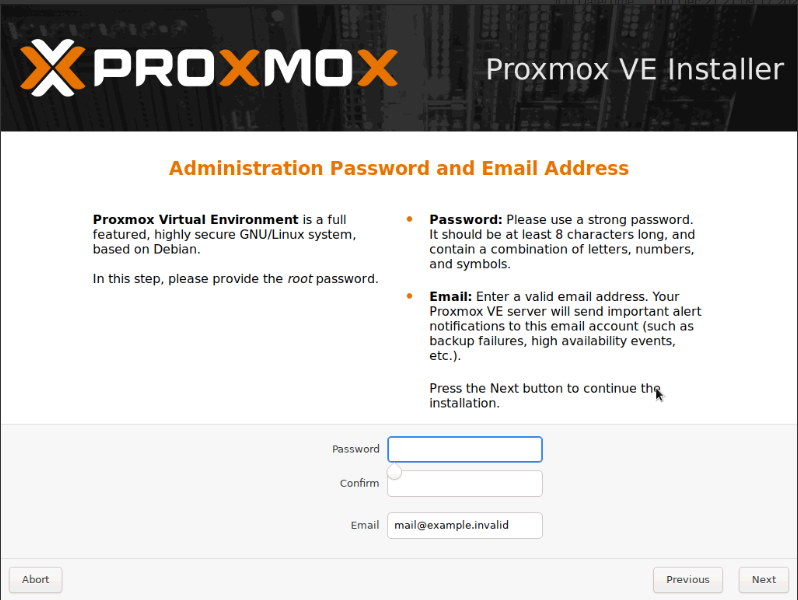 PROXMOX
Proxmox VE Installer
Administration Password and Email Address
Proxmox Virtual Environment is a full
featured, highly secure GNU/Linux system,
based on Debian.
In this step, please provide the root password.
Password: Please use a strong password.
It should be at least 8 characters long, and
contain a combination of letters, numbers,
and symbols.
Email: Enter a valid email address. Your
Proxmox VE server will send important alert
notifications to this email account (such as
backup failures, high availability events,
etc.).
Press the Next button to continue the
installation.
Password
Confirm
Email mail@example.invalid
Abort Previous Next